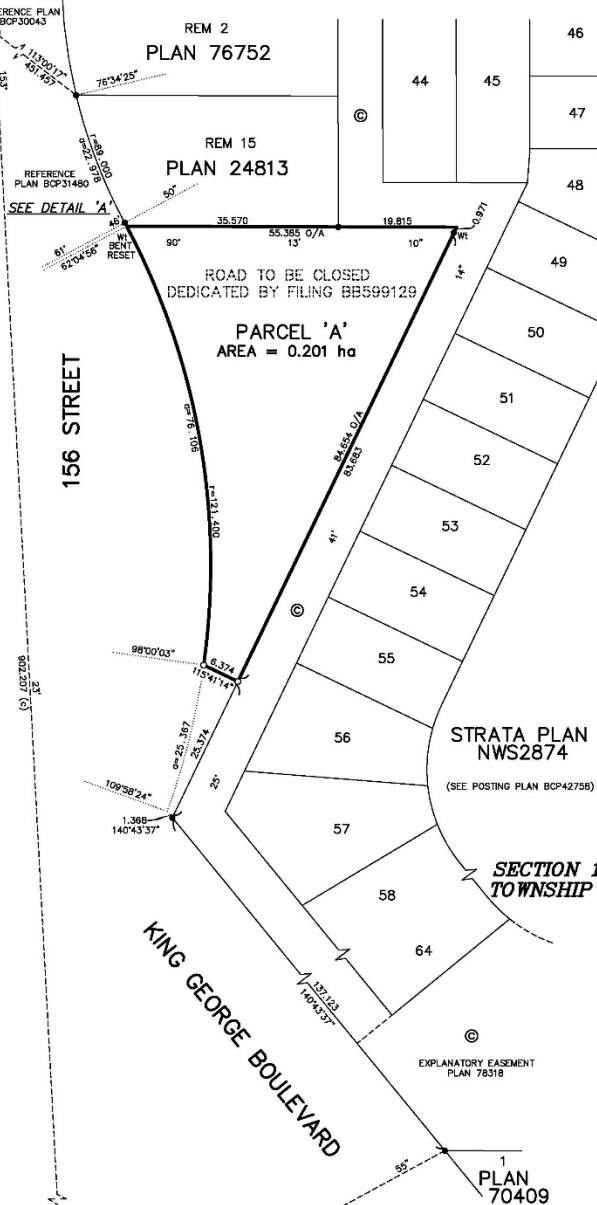 ERENCE PLAN
BCP30043
113°00'17"
451.457
153°
REM 2
PLAN 76752
76°34'25"
r=89.000
a=22.978
REM 15
PLAN 24813
REFERENCE
PLAN BCP31480
SEE DETAIL 'A'
50"
46'
61'
62°04'56"
Wt
BENT
RESET
35.570
19.815
55.385 O/A
0.971
Wt
90°
13'
10"
14"
ROAD TO BE CLOSED
DEDICATED BY FILING BB599129
PARCEL 'A'
AREA = 0.201 ha
156 STREET
a=76.106
r=121.400
84.654 O/A
83.683
41'
©
44
45
46
47
48
49
50
51
52
53
54
55
56
57
58
64
©
98°00'03"
6.374
115°41'14"
a=25.367
25.374
25'
109°58'24"
1.368
140°43'37"
902.207 (c)
23'
STRATA PLAN
NWS2874
(SEE POSTING PLAN BCP42756)
SECTION 1
TOWNSHIP
KING GEORGE BOULEVARD
137.123
140°43'37"
©
EXPLANATORY EASEMENT
PLAN 78318
55"
1
PLAN
70409